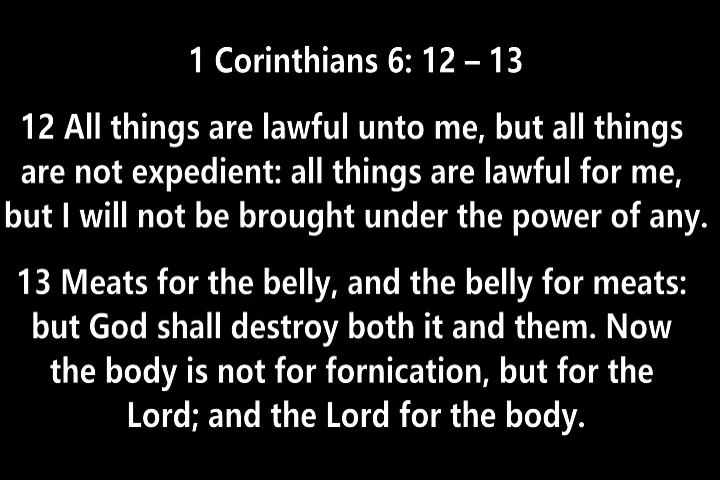 1 Corinthians 6: 12 – 13
12 All things are lawful unto me, but all things
are not expedient: all things are lawful for me,
but I will not be brought under the power of any.
13 Meats for the belly, and the belly for meats:
but God shall destroy both it and them. Now
the body is not for fornication, but for the
Lord; and the Lord for the body.